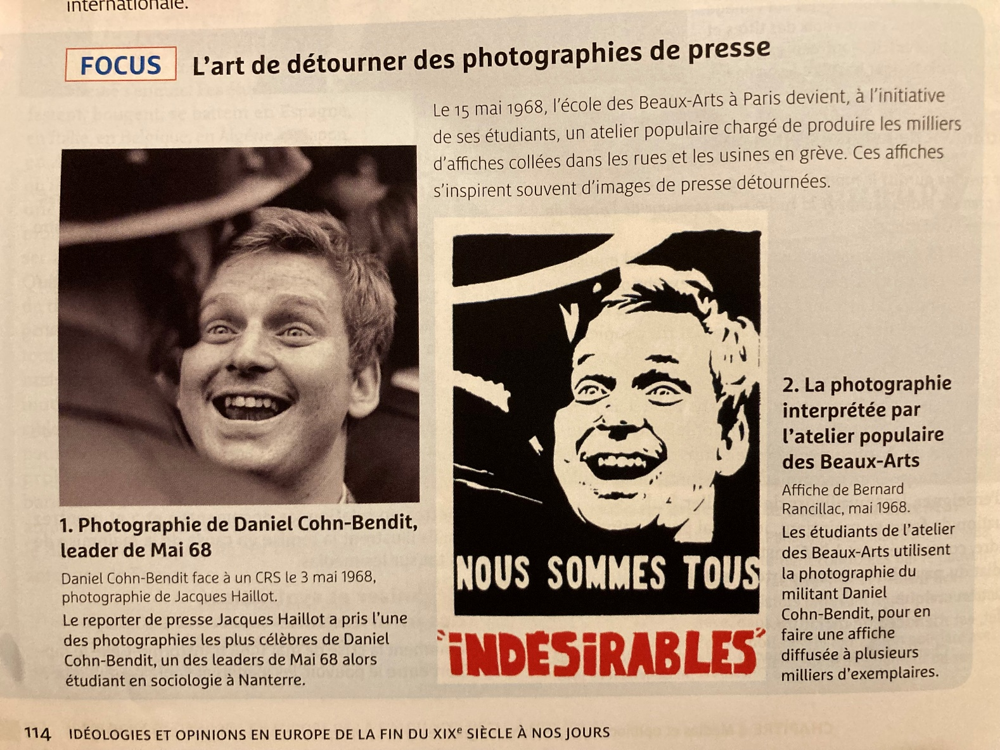 internationale.
FOCUS
L'art de détourner des photographies de presse
Le 15 mai 1968, l'école des Beaux-Arts à Paris devient, à l'initiative
de ses étudiants, un atelier populaire chargé de produire les milliers
d'affiches collées dans les rues et les usines en grève. Ces affiches
s'inspirent souvent d'images de presse détournées.
1. Photographie de Daniel Cohn-Bendit,
leader de Mai 68
Daniel Cohn-Bendit face à un CRS le 3 mai 1968,
photographie de Jacques Haillot.
Le reporter de presse Jacques Haillot a pris l'une
des photographies les plus célèbres de Daniel
Cohn-Bendit, un des leaders de Mai 68 alors
étudiant en sociologie à Nanterre.
NOUS SOMMES TOUS
"INDÉSIRABLES"
2. La photographie
interprétée par
l'atelier populaire
des Beaux-Arts
Affiche de Bernard
Rancillac, mai 1968.
Les étudiants de l'atelier
des Beaux-Arts utilisent
la photographie du
militant Daniel
Cohn-Bendit, pour en
faire une affiche
diffusée à plusieurs
milliers d'exemplaires.
114 IDÉOLOGIES ET OPINIONS EN EUROPE DE LA FIN DU XIXe SIÈCLE À NOS JOURS